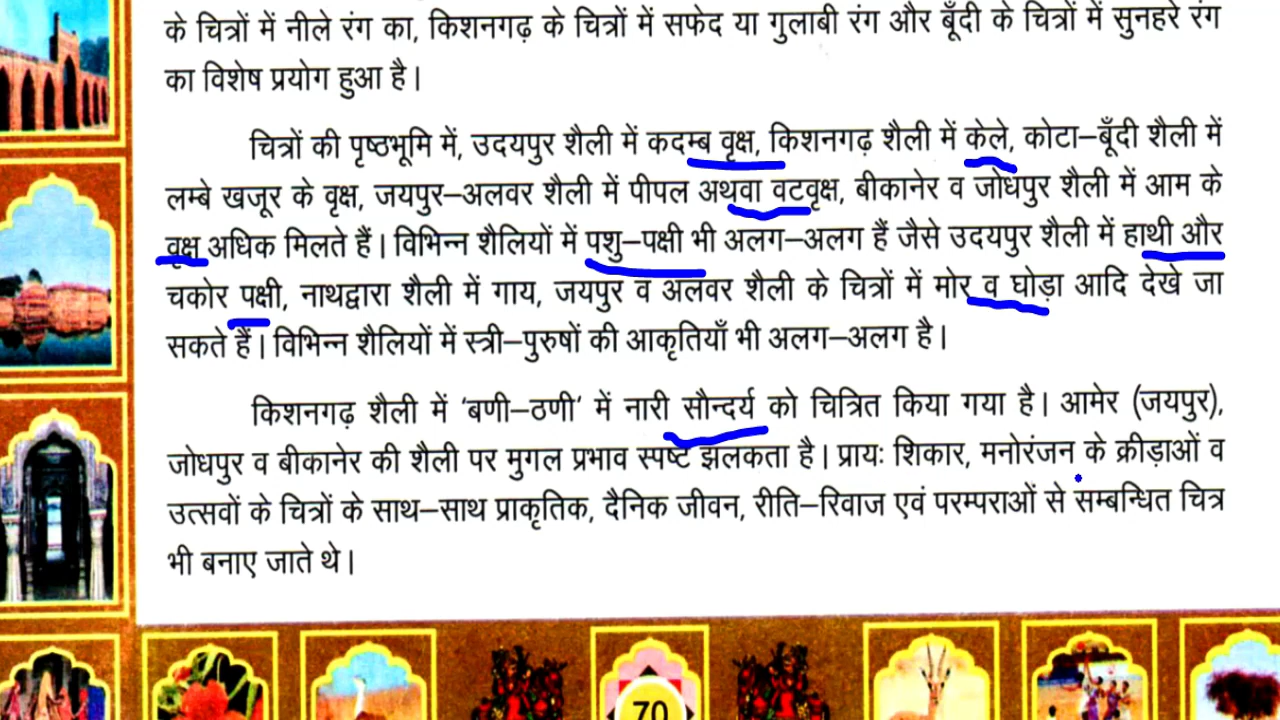 के चित्रों में नीले रंग का, किशनगढ़ के चित्रों में सफेद या गुलाबी रंग और बूँदी के चित्रों में सुनहरे रंग
का विशेष प्रयोग हुआ है।
चित्रों की पृष्ठभूमि में, उदयपुर शैली में कदम्ब वृक्ष, किशनगढ़ शैली में केले, कोटा–बूँदी शैली में
लम्बे खजूर के वृक्ष, जयपुर–अलवर शैली में पीपल अथवा वटवृक्ष, बीकानेर व जोधपुर शैली में आम के
वृक्ष अधिक मिलते हैं। विभिन्न शैलियों में पशु–पक्षी भी अलग–अलग हैं जैसे उदयपुर शैली में हाथी और
चकोर पक्षी, नाथद्वारा शैली में गाय, जयपुर व अलवर शैली के चित्रों में मोर व घोड़ा आदि देखे जा
सकते हैं। विभिन्न शैलियों में स्त्री–पुरुषों की आकृतियाँ भी अलग–अलग है।
किशनगढ़ शैली में 'बणी–ठणी' में नारी सौन्दर्य को चित्रित किया गया है। आमेर (जयपुर),
जोधपुर व बीकानेर की शैली पर मुगल प्रभाव स्पष्ट झलकता है। प्रायः शिकार, मनोरंजन के क्रीड़ाओं व
उत्सवों के चित्रों के साथ–साथ प्राकृतिक, दैनिक जीवन, रीति–रिवाज एवं परम्पराओं से सम्बन्धित चित्र
भी बनाए जाते थे।
70